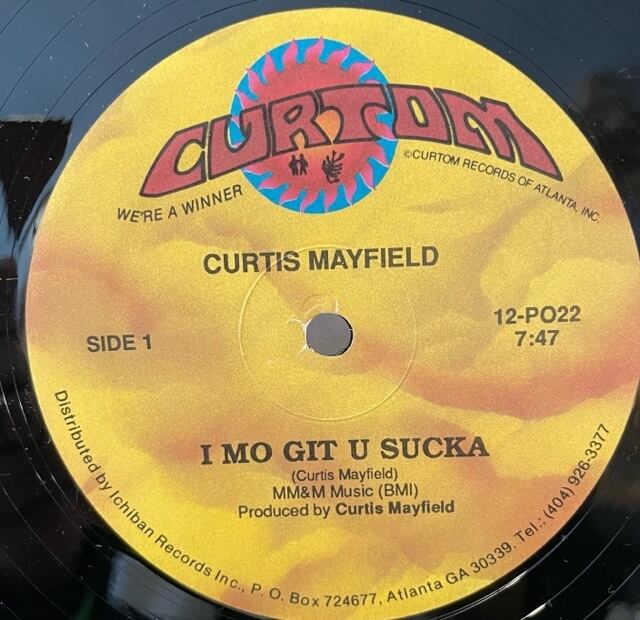 CURTOM
WE'RE A WINNER
©CURTOM RECORDS OF ATLANTA, INC.
CURTIS MAYFIELD
SIDE 1
12-PO22
7:47
I MO GIT U SUCKA
(Curtis Mayfield)
MM&M Music (BMI)
Produced by Curtis Mayfield
Distributed by Ichiban Records Inc., P. O. Box 724677, Atlanta GA 30339. Tel.: (404) 926-3377